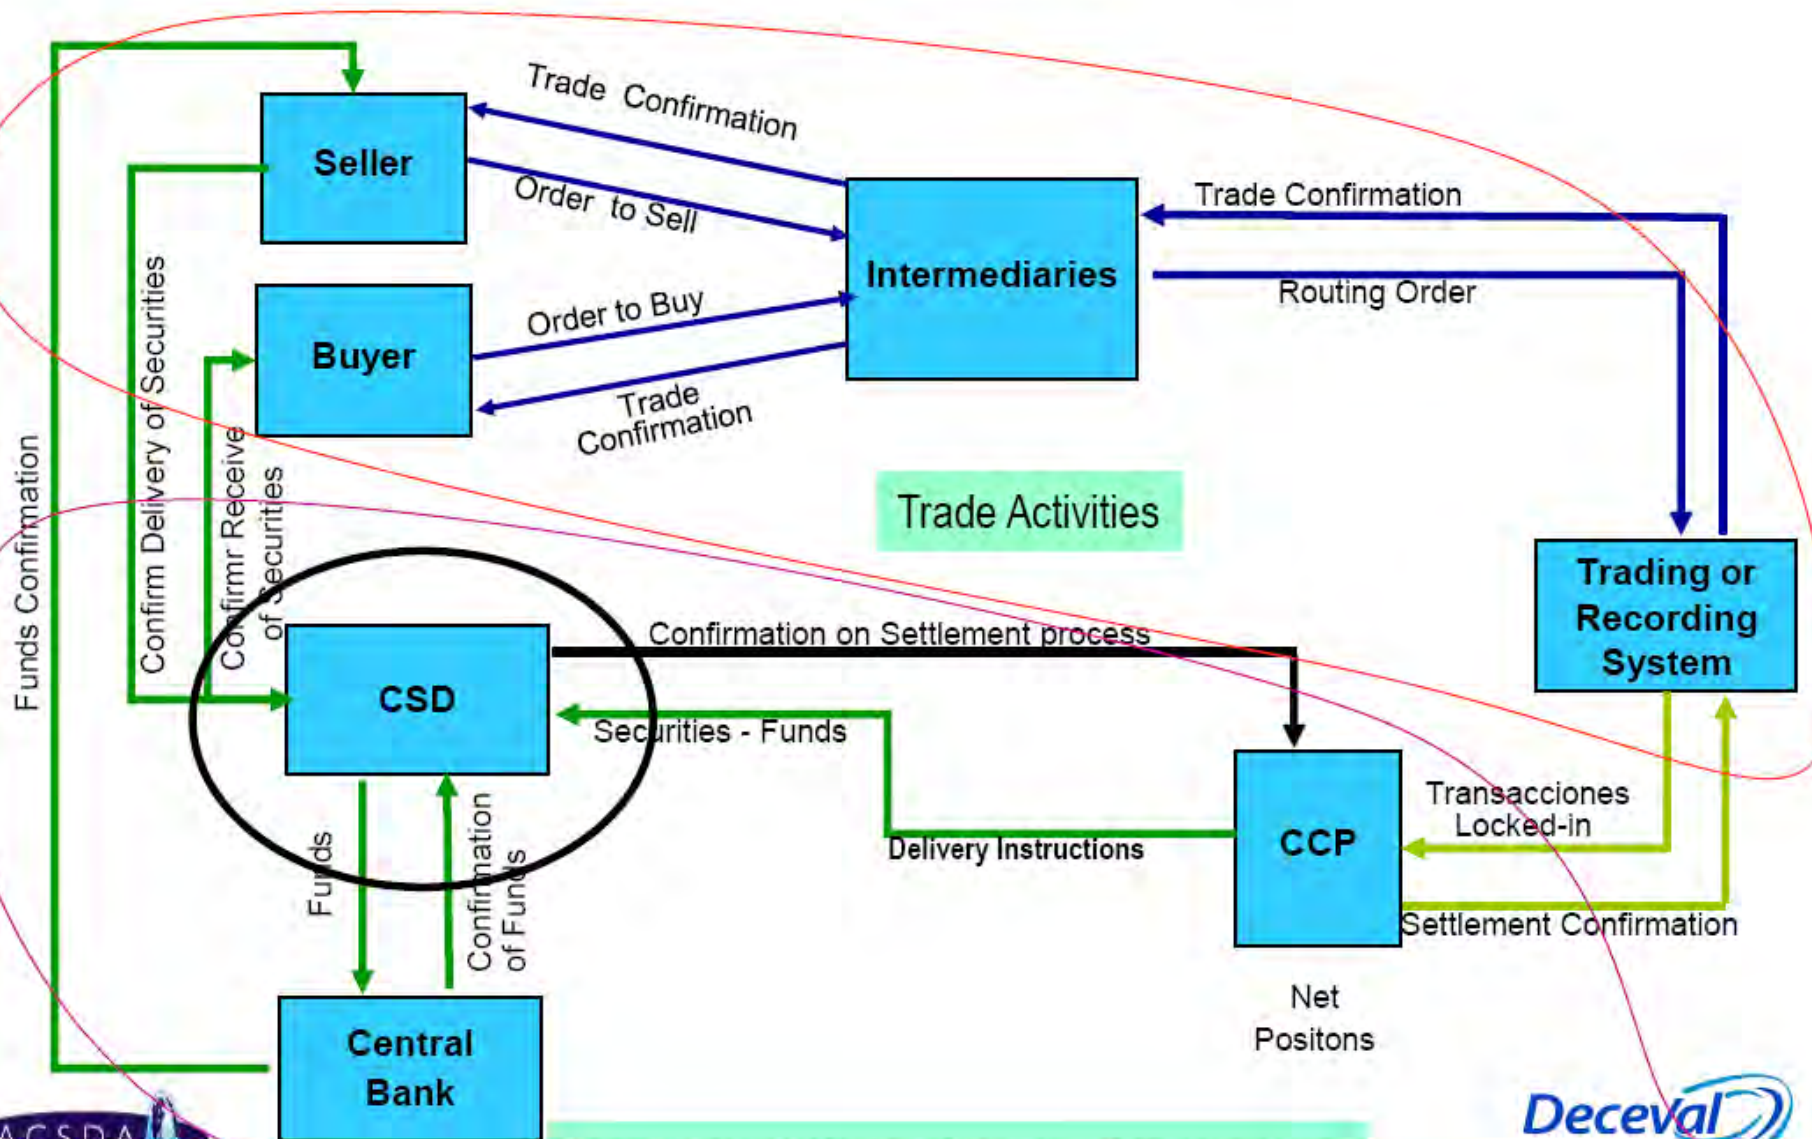 Trade Confirmation
Seller
Order to Sell
Trade Confirmation
Intermediaries
Routing Order
Order to Buy
Buyer
Trade
Confirmation
Funds Confirmation
Confirm Delivery of Securities
Confirmr Receive
of Securities
Trade Activities
Trading or
Recording
System
Confirmation on Settlement process
CSD
Securities - Funds
Transacciones
Locked-in
CCP
Delivery Instructions
Settlement Confirmation
Funds
Confirmation
of Funds
Net
Positons
Central
Bank
ACSDA
Deceval